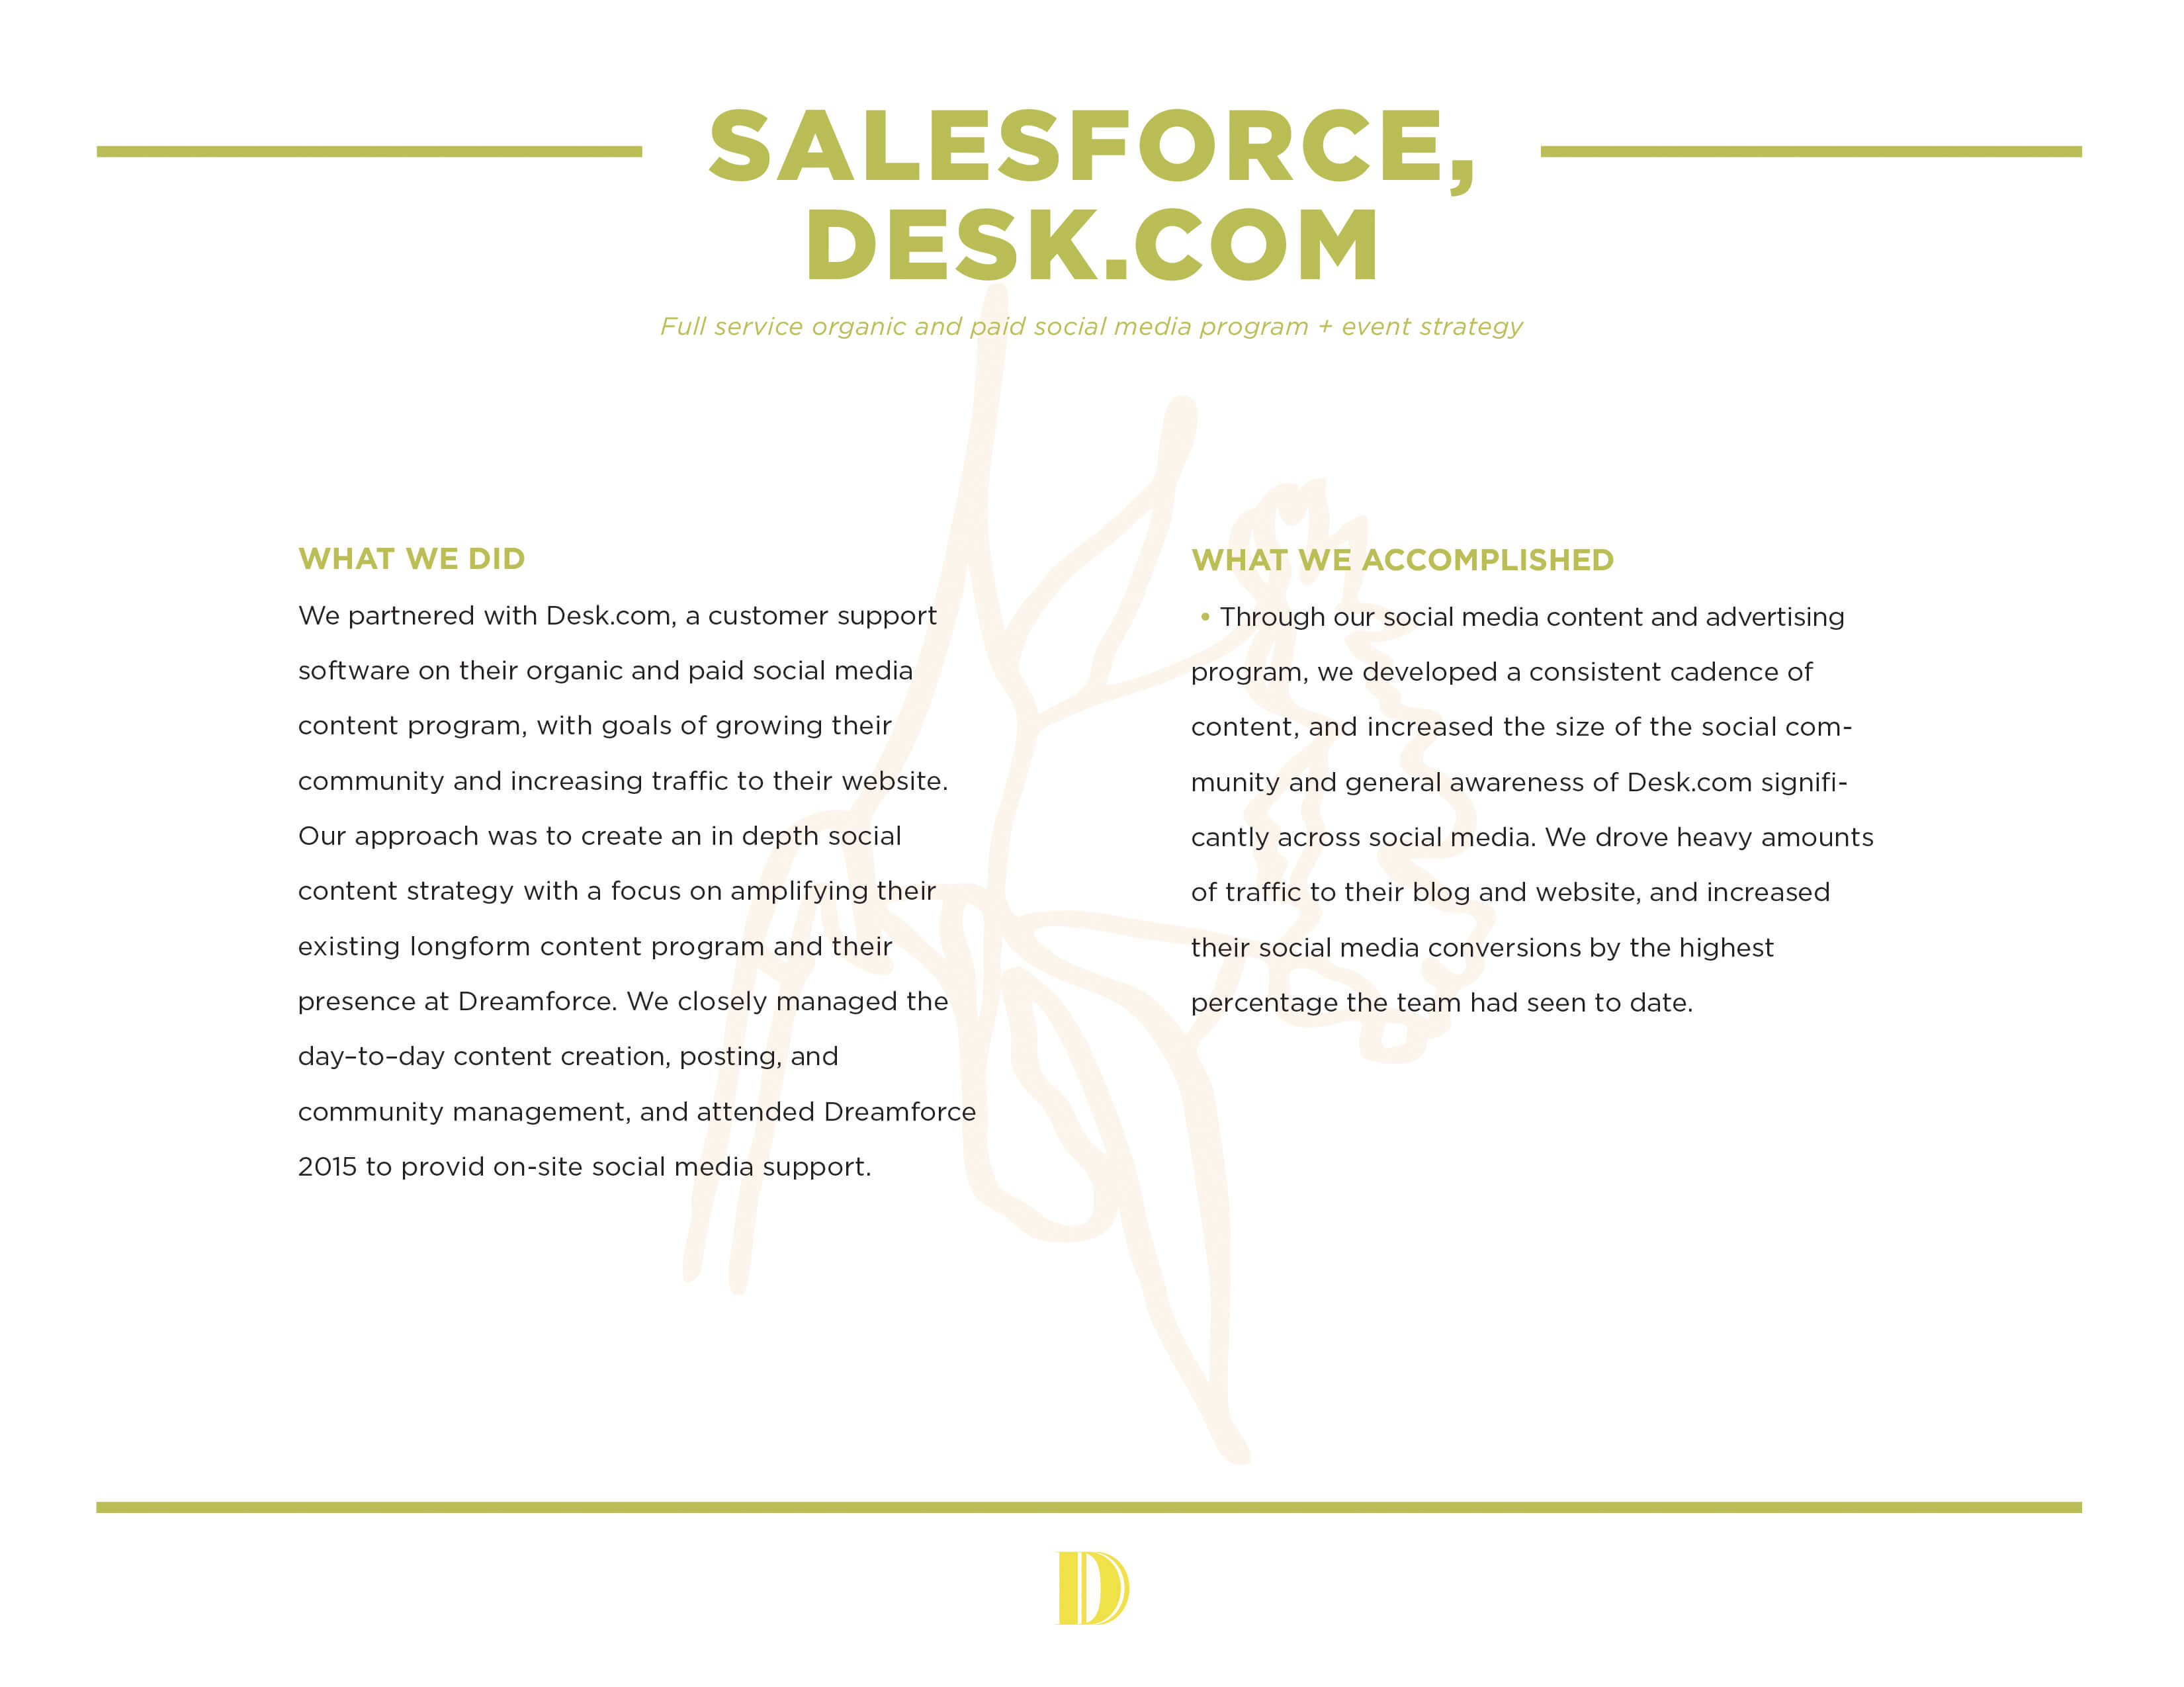 SALESFORCE,
DESK.COM
Full service organic and paid social media program + event strategy
WHAT WE DID
We partnered with Desk.com, a customer support
software on their organic and paid social media
content program, with goals of growing their
community and increasing traffic to their website.
Our approach was to create an in depth social
content strategy with a focus on amplifying their
existing longform content program and their
presence at Dreamforce. We closely managed the
day–to–day content creation, posting, and
community management, and attended Dreamforce
2015 to provid on-site social media support.
WHAT WE ACCOMPLISHED
• Through our social media content and advertising
program, we developed a consistent cadence of
content, and increased the size of the social com-
munity and general awareness of Desk.com signifi-
cantly across social media. We drove heavy amounts
of traffic to their blog and website, and increased
their social media conversions by the highest
percentage the team had seen to date.
D